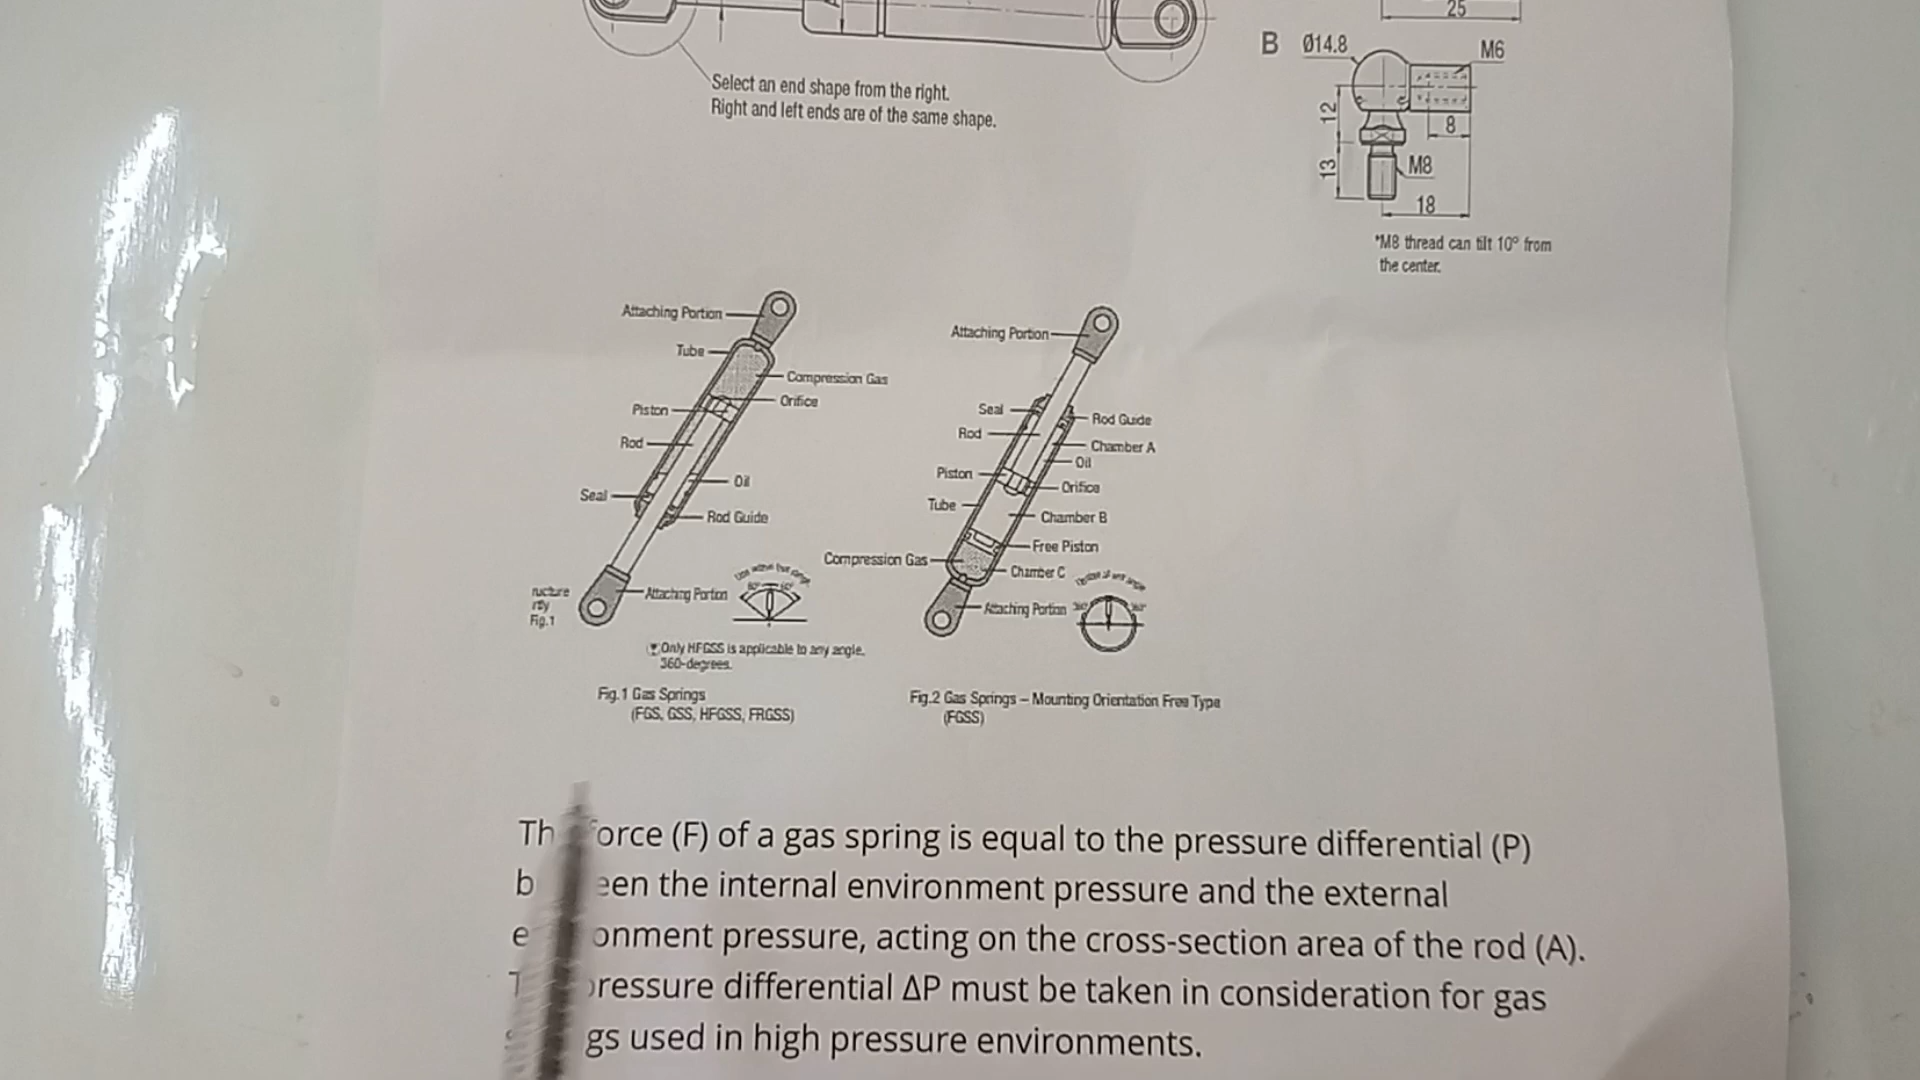 25
B Ø14.8 M6
12
8
13
M8
18
*M8 thread can tilt 10° from
the center.
Select an end shape from the right.
Right and left ends are of the same shape.
Attaching Portion
Tube
Compression Gas
Orifice
Piston
Rod
Oil
Seal
Rod Guide
Attaching Portion
ructure
Fig.1
Only HFGSS is applicable to any angle.
360-degrees.
Fig.1 Gas Springs
(FGS, GSS, HFGSS, FRGSS)
Attaching Portion
Seal
Rod Guide
Rod
Chamber A
Oil
Piston
Orifice
Tube
Chamber B
Free Piston
Compression Gas
Chamber C
Attaching Portion
Fig.2 Gas Springs – Mounting Orientation Free Type
(FGSS)
Th orce (F) of a gas spring is equal to the pressure differential (P)
b een the internal environment pressure and the external
e onment pressure, acting on the cross-section area of the rod (A).
T pressure differential ΔP must be taken in consideration for gas
gs used in high pressure environments.